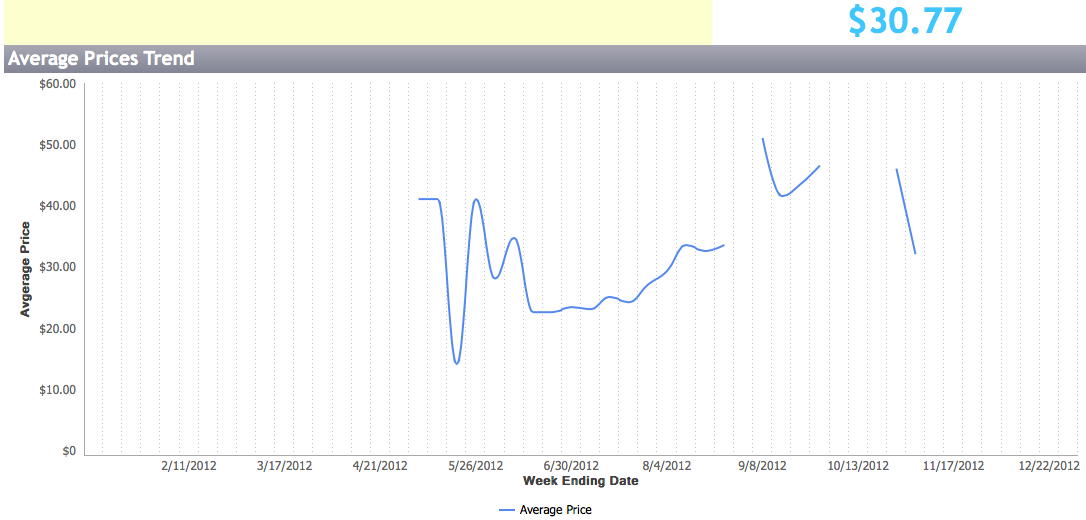 $30.77
Average Prices Trend
$60.00
$50.00
$40.00
$30.00
$20.00
$10.00
$0
Avgerage Price
2/11/2012 3/17/2012 4/21/2012 5/26/2012 6/30/2012 8/4/2012 9/8/2012 10/13/2012 11/17/2012 12/22/2012
Week Ending Date
Average Price